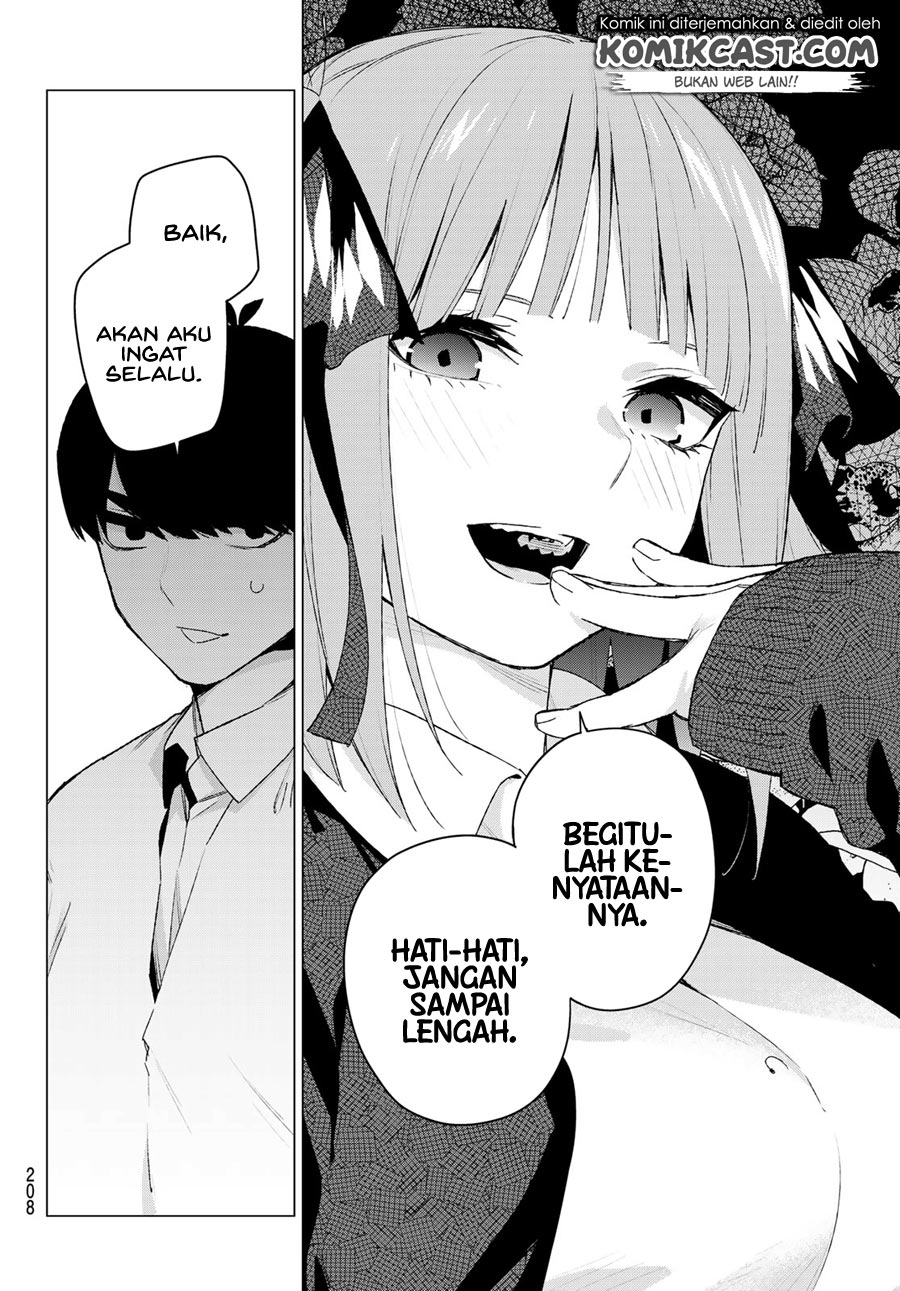 Komik ini diterjemahkan & diedit oleh
KOMIKCAST.COM
BUKAN WEB LAIN!!
BEGITU-
LAH KE-
NYATAAN-
NYA.
HATI-HATI,
JANGAN
SAMPAI
LENGAH.
BAIK,
AKAN AKU
INGAT
SELALU.
208